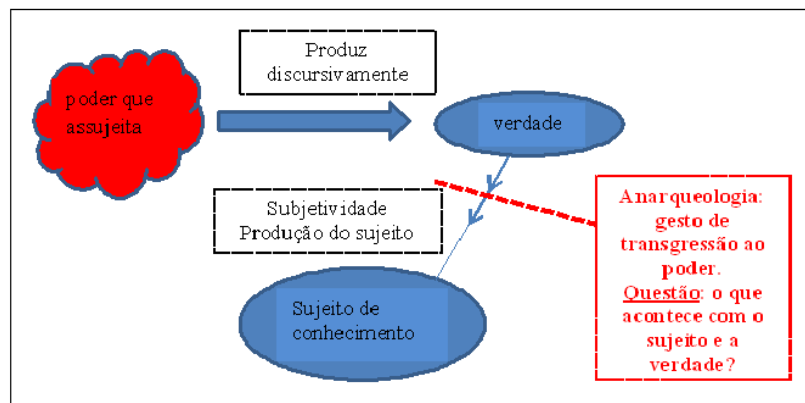 Produz
discursivamente
poder que
assujeita
verdade
Subjetividade
Produção do sujeito
Anarqueologia:
gesto de
transgressão ao
poder.
Questão: o que
acontece com o
sujeito e a
verdade?
Sujeito de
conhecimento